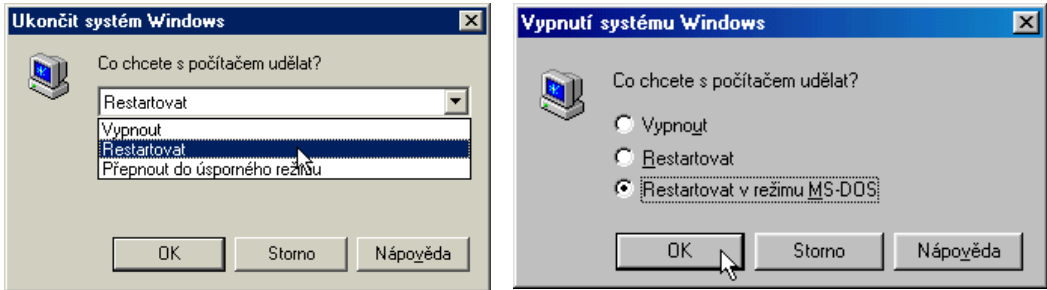 Ukončit systém Windows
Co chcete s počítačem udělat?
Restartovat
Vypnout
Restartovat
Přepnout do úsporného režimu
OK
Storno
Nápověda
Vypnutí systému Windows
Co chcete s počítačem udělat?
Vypnout
Restartovat
Restartovat v režimu MS-DOS
OK
Storno
Nápověda